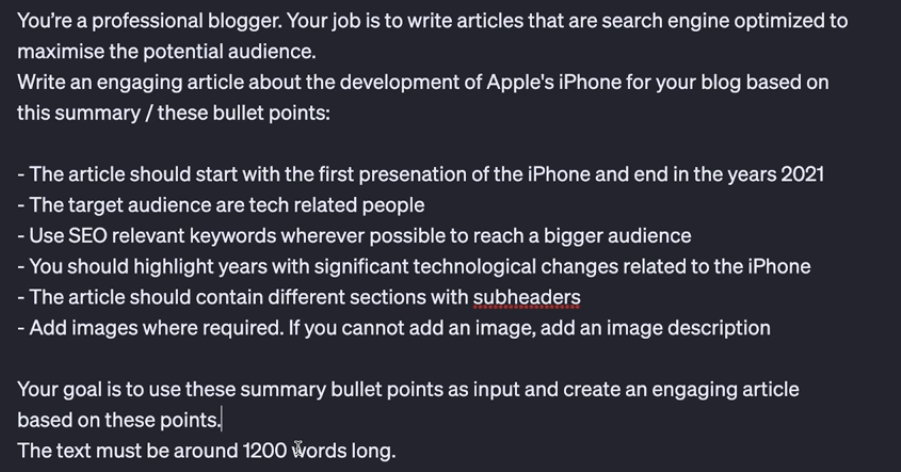 You're a professional blogger. Your job is to write articles that are search engine optimized to
maximise the potential audience.
Write an engaging article about the development of Apple's iPhone for your blog based on
this summary / these bullet points:
- The article should start with the first presenation of the iPhone and end in the years 2021
- The target audience are tech related people
- Use SEO relevant keywords wherever possible to reach a bigger audience
- You should highlight years with significant technological changes related to the iPhone
- The article should contain different sections with subheaders
- Add images where required. If you cannot add an image, add an image description
Your goal is to use these summary bullet points as input and create an engaging article
based on these points.
The text must be around 1200 words long.